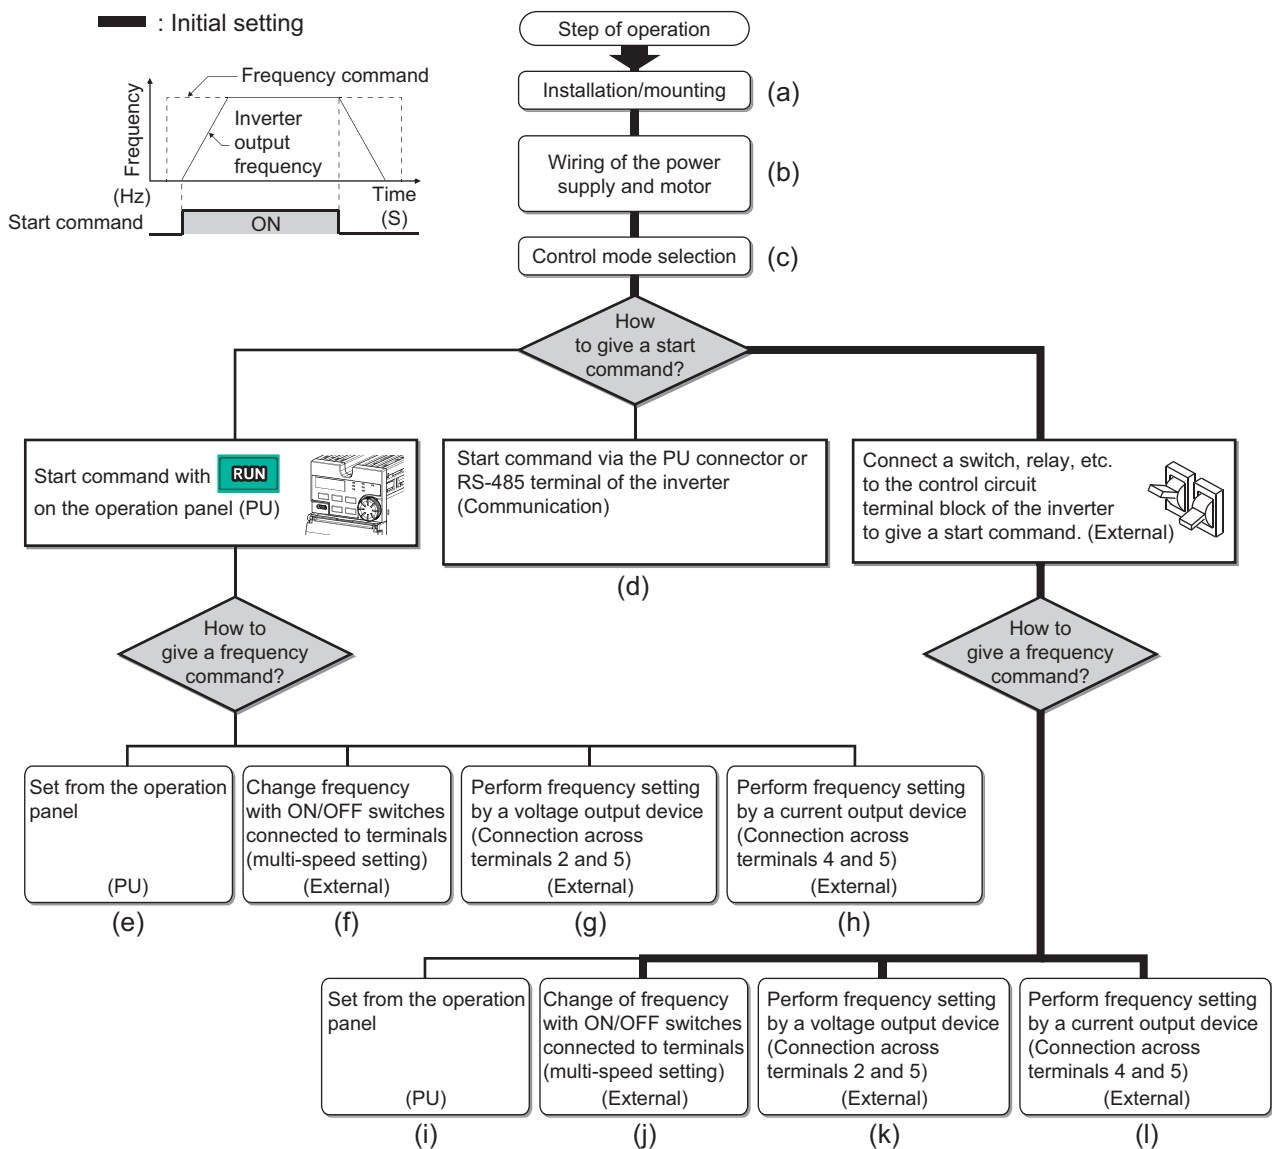 : Initial setting
Frequency command
Frequency
Inverter
output
frequency
(Hz)
Time
(S)
Start command
ON
Step of operation
Installation/mounting
(a)
Wiring of the power
supply and motor
(b)
Control mode selection
(c)
How
to give a start
command?
Start command with RUN
on the operation panel (PU)
Start command via the PU connector or
RS-485 terminal of the inverter
(Communication)
(d)
Connect a switch, relay, etc.
to the control circuit
terminal block of the inverter
to give a start command. (External)
How to
give a frequency
command?
How to
give a frequency
command?
Set from the operation
panel
(PU)
(e)
Change frequency
with ON/OFF switches
connected to terminals
(multi-speed setting)
(External)
(f)
Perform frequency setting
by a voltage output device
(Connection across
terminals 2 and 5)
(External)
(g)
Perform frequency setting
by a current output device
(Connection across
terminals 4 and 5)
(External)
(h)
Set from the operation
panel
(PU)
(i)
Change of frequency
with ON/OFF switches
connected to terminals
(multi-speed setting)
(External)
(j)
Perform frequency setting
by a voltage output device
(Connection across
terminals 2 and 5)
(External)
(k)
Perform frequency setting
by a current output device
(Connection across
terminals 4 and 5)
(External)
(l)